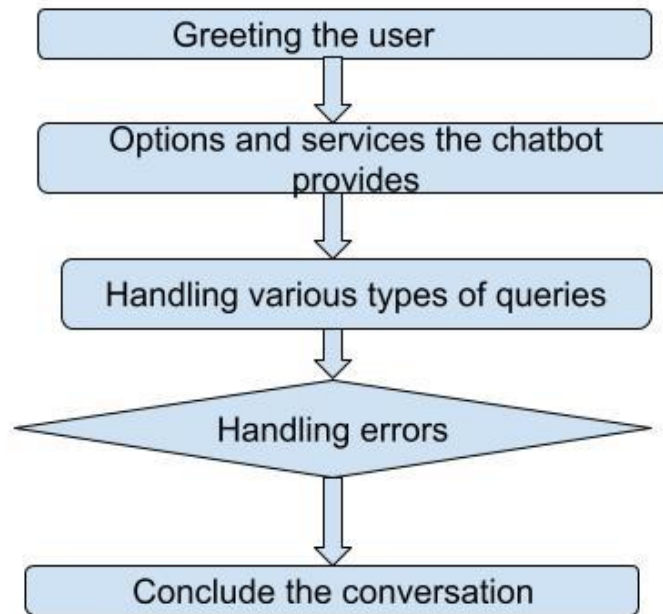 Greeting the user
Options and services the chatbot
provides
Handling various types of queries
Handling errors
Conclude the conversation